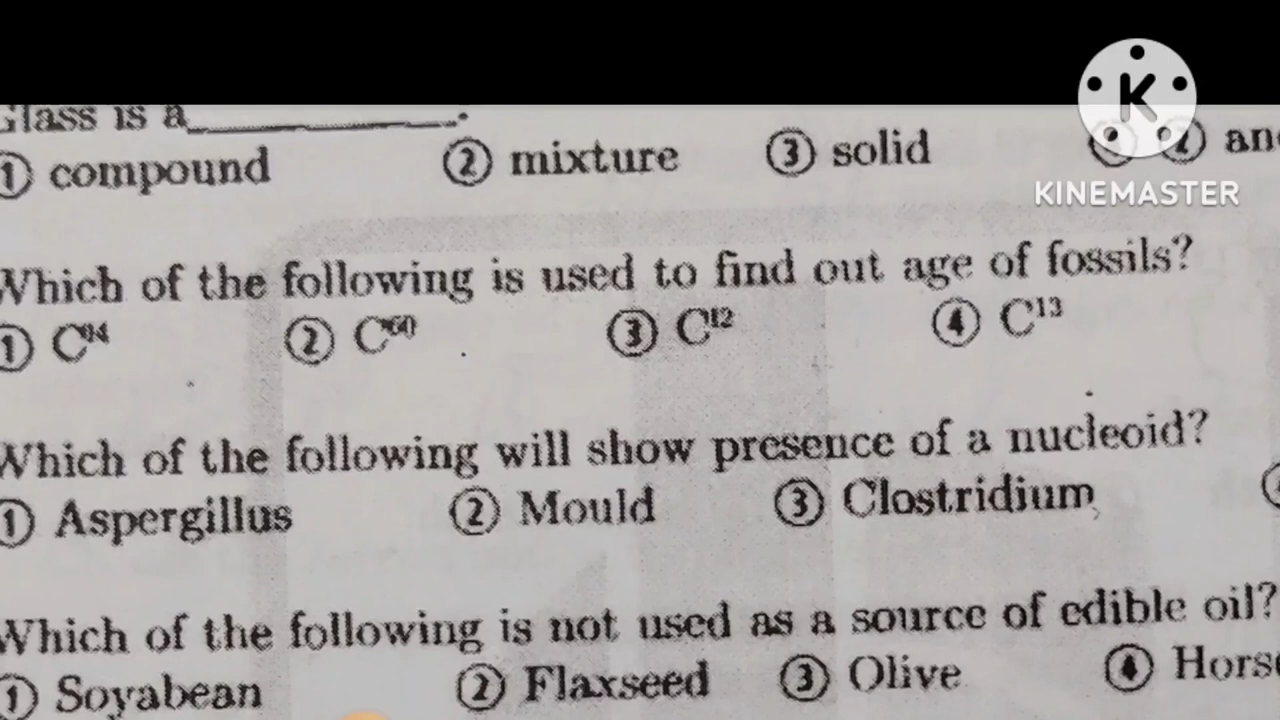 Glass is a__________.
① compound ② mixture ③ solid
KINEMASTER
Which of the following is used to find out age of fossils?
① C¹⁴ ② C⁶⁰ ③ C¹² ④ C¹³
Which of the following will show presence of a nucleoid?
① Aspergillus ② Mould ③ Clostridium
Which of the following is not used as a source of edible oil?
① Soyabean ② Flaxseed ③ Olive ④